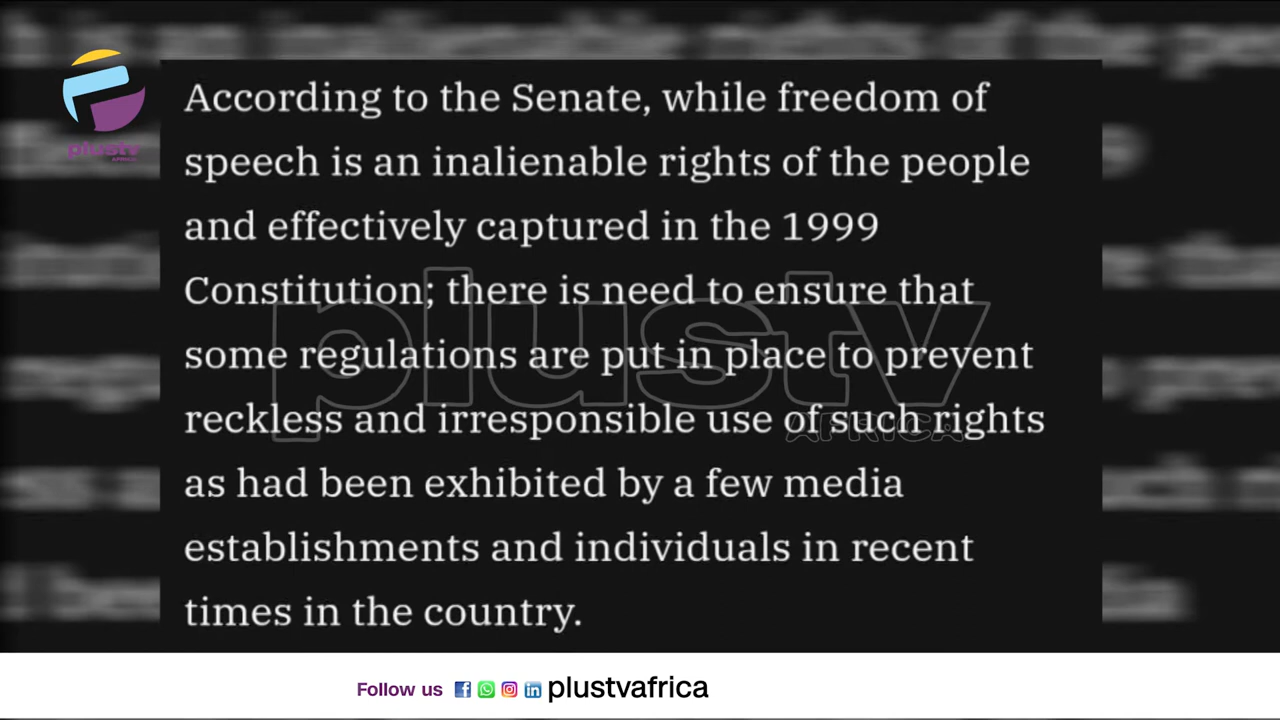 According to the Senate, while freedom of
speech is an inalienable rights of the people
and effectively captured in the 1999
Constitution; there is need to ensure that
some regulations are put in place to prevent
reckless and irresponsible use of such rights
as had been exhibited by a few media
establishments and individuals in recent
times in the country.
plustv
AFRICA
plustv
AFRICA
Follow us plustvafrica